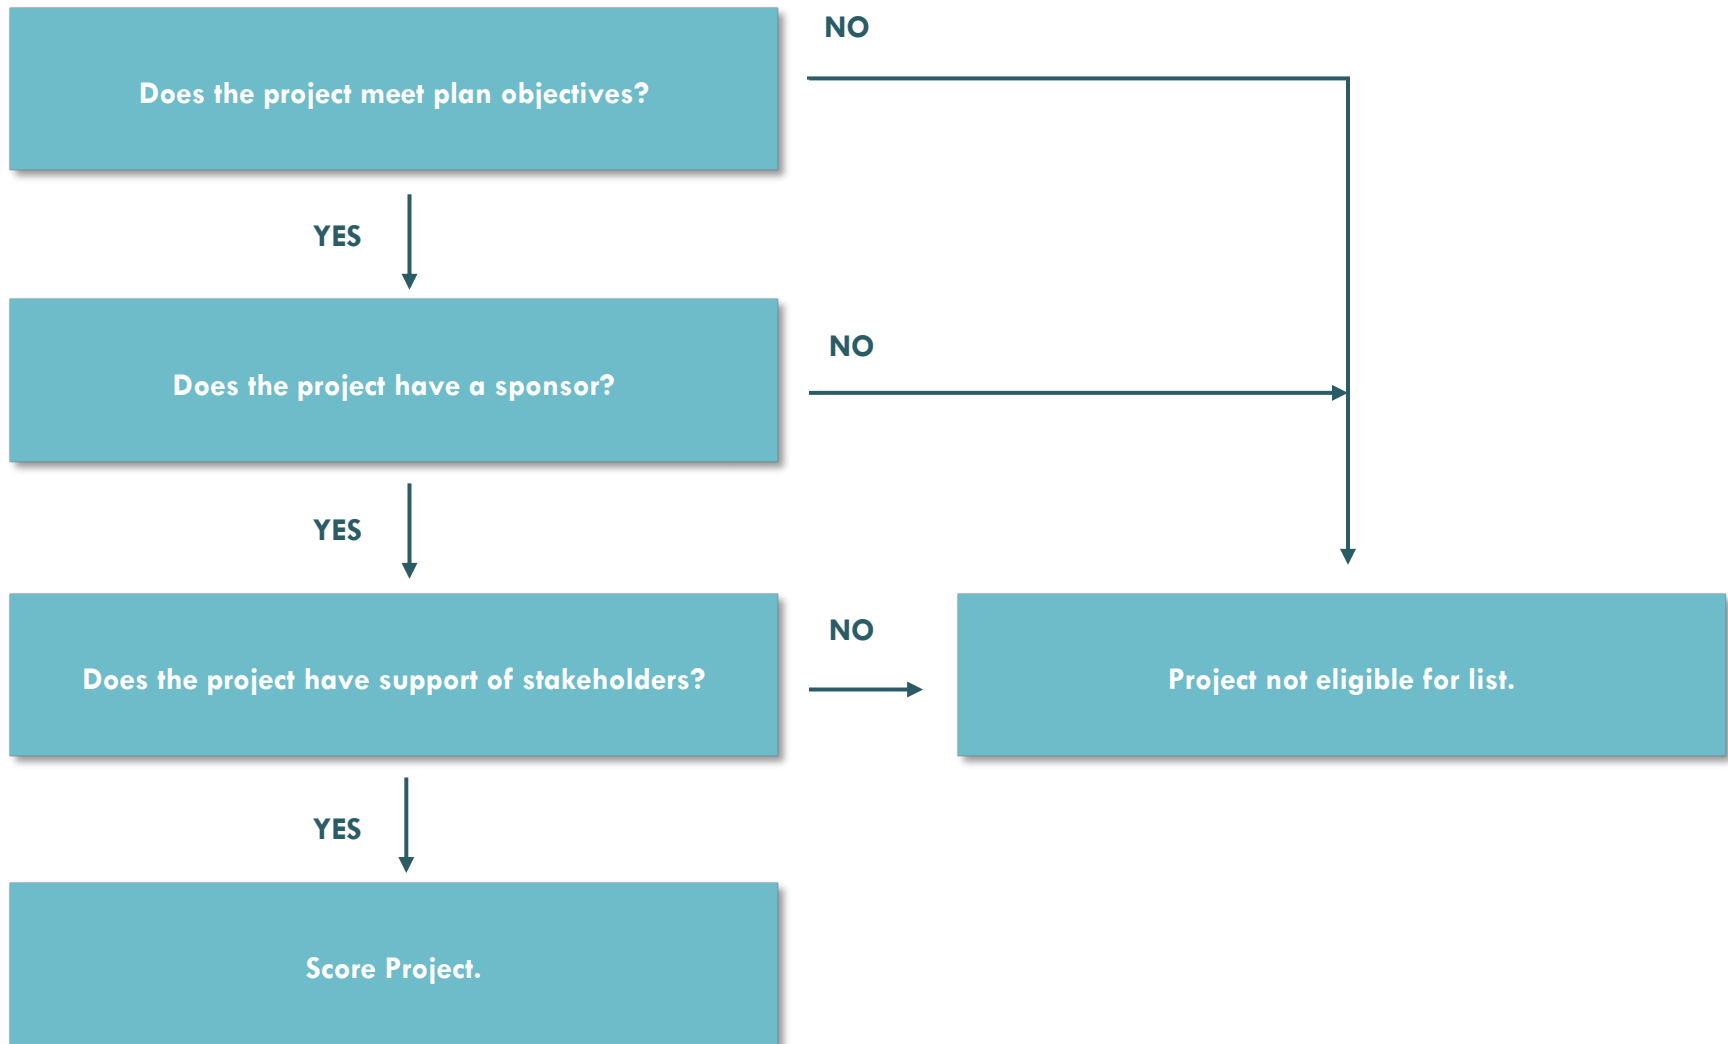 NO
Does the project meet plan objectives?
YES
NO
Does the project have a sponsor?
YES
NO
Does the project have support of stakeholders?
Project not eligible for list.
YES
Score Project.